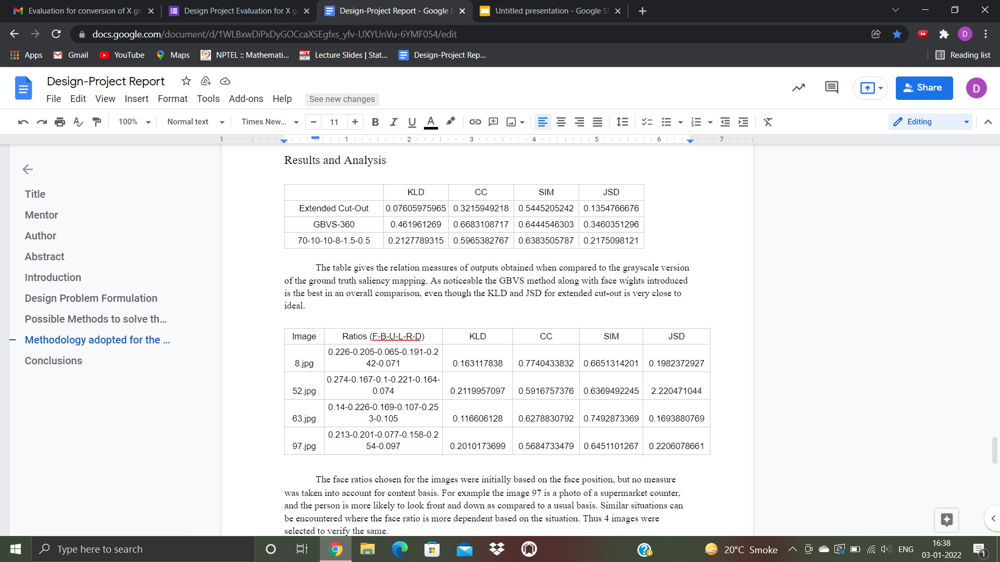 Evaluation for conversion of X gr
Design Project Evaluation for X g
Design-Project Report - Google D
Untitled presentation - Google Sl
docs.google.com/document/d/1WLBxwDiPxDyGOCcaXSEgfxs_yfv-UXYUnVu-6YMF054/edit
D
Apps
Gmail
YouTube
Maps
NPTEL :: Mathemati...
Lecture Slides | Stat...
Design-Project Rep...
Reading list
Design-Project Report
File Edit View Insert Format Tools Add-ons Help See new changes
Share
D
100% Normal text Times New... − 11 + B I U A Editing
1 1 2 3 4 5 6 7
Title
Mentor
Author
Abstract
Introduction
Design Problem Formulation
Possible Methods to solve th...
Methodology adopted for the ...
Conclusions
Results and Analysis
KLD CC SIM JSD
Extended Cut-Out 0.07605975965 0.3215949218 0.5445205242 0.1354766676
GBVS-360 0.461961269 0.6683108717 0.6444546303 0.3460351296
70-10-10-8-1.5-0.5 0.2127789315 0.5965382767 0.6383505787 0.2175098121
The table gives the relation measures of outputs obtained when compared to the grayscale version
of the ground truth saliency mapping. As noticeable the GBVS method along with face wights introduced
is the best in an overall comparison, even though the KLD and JSD for extended cut-out is very close to
ideal.
Image Ratios (F-B-U-L-R-D) KLD CC SIM JSD
0.226-0.205-0.065-0.191-0.2
8.jpg 42-0.071 0.163117838 0.7740433832 0.6651314201 0.1982372927
0.274-0.167-0.1-0.221-0.164-
52.jpg 0.074 0.2119957097 0.5916757376 0.6369492245 2.220471044
0.14-0.226-0.169-0.107-0.25
63.jpg 3-0.105 0.116606128 0.6278830792 0.7492873369 0.1693880769
0.213-0.201-0.077-0.158-0.2
97.jpg 54-0.097 0.2010173699 0.5684733479 0.6451101267 0.2206078661
The face ratios chosen for the images were initially based on the face position, but no measure
was taken into account for content basis. For example the image 97 is a photo of a supermarket counter,
and the person is more likely to look front and down as compared to a usual basis. Similar situations can
be encountered where the face ratio is more dependent based on the situation. Thus 4 images were
selected to verify the same.
Type here to search
20°C Smoke
ENG
16:38
03-01-2022
1